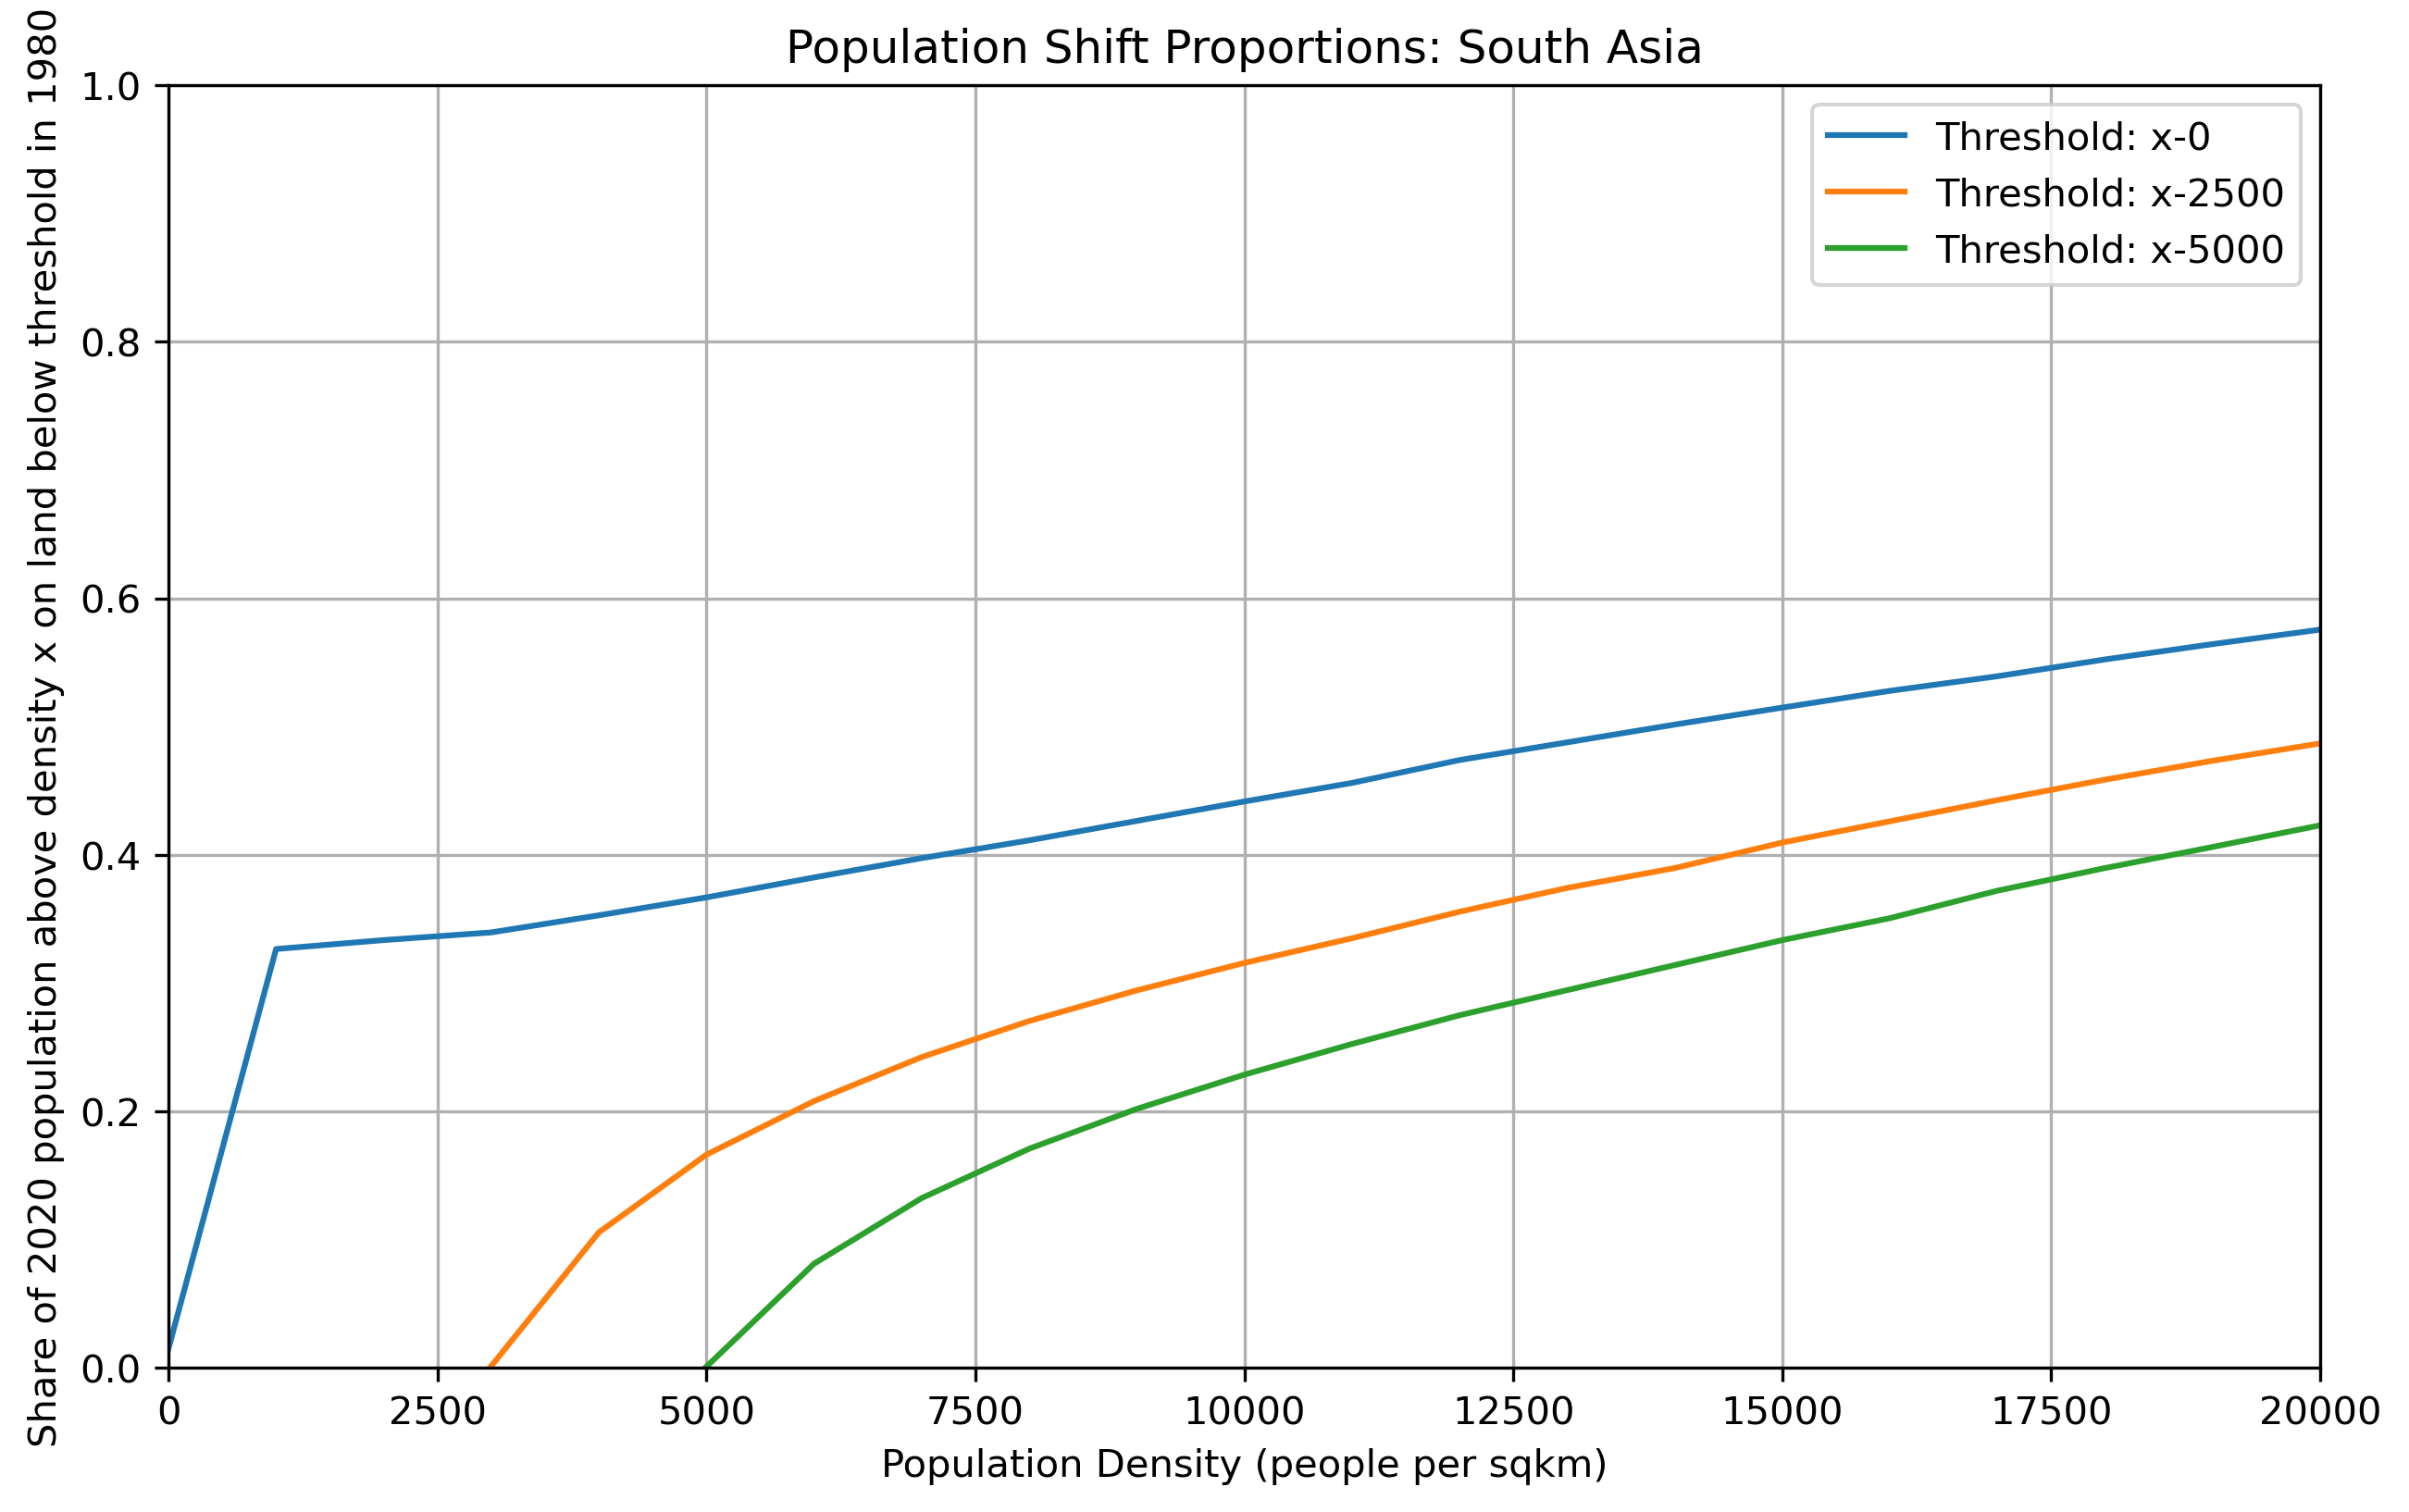 Population Shift Proportions: South Asia
Share of 2020 population above density x on land below threshold in 1980
1.0
0.8
0.6
0.4
0.2
0.0
Threshold: x-0
Threshold: x-2500
Threshold: x-5000
0 2500 5000 7500 10000 12500 15000 17500 20000
Population Density (people per sqkm)